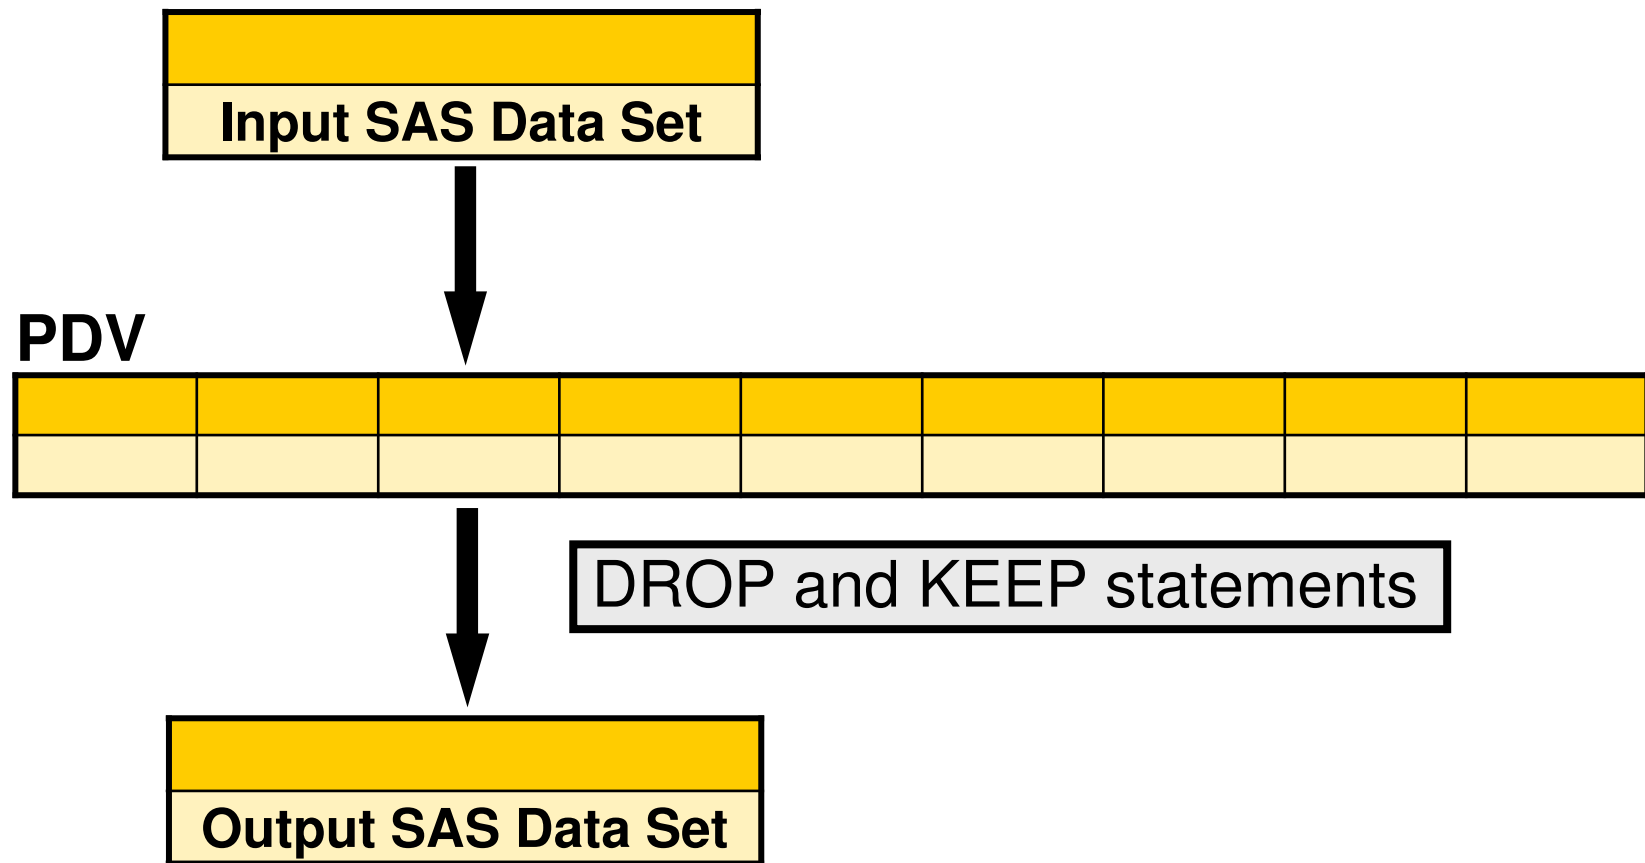 Input SAS Data Set
PDV
DROP and KEEP statements
Output SAS Data Set